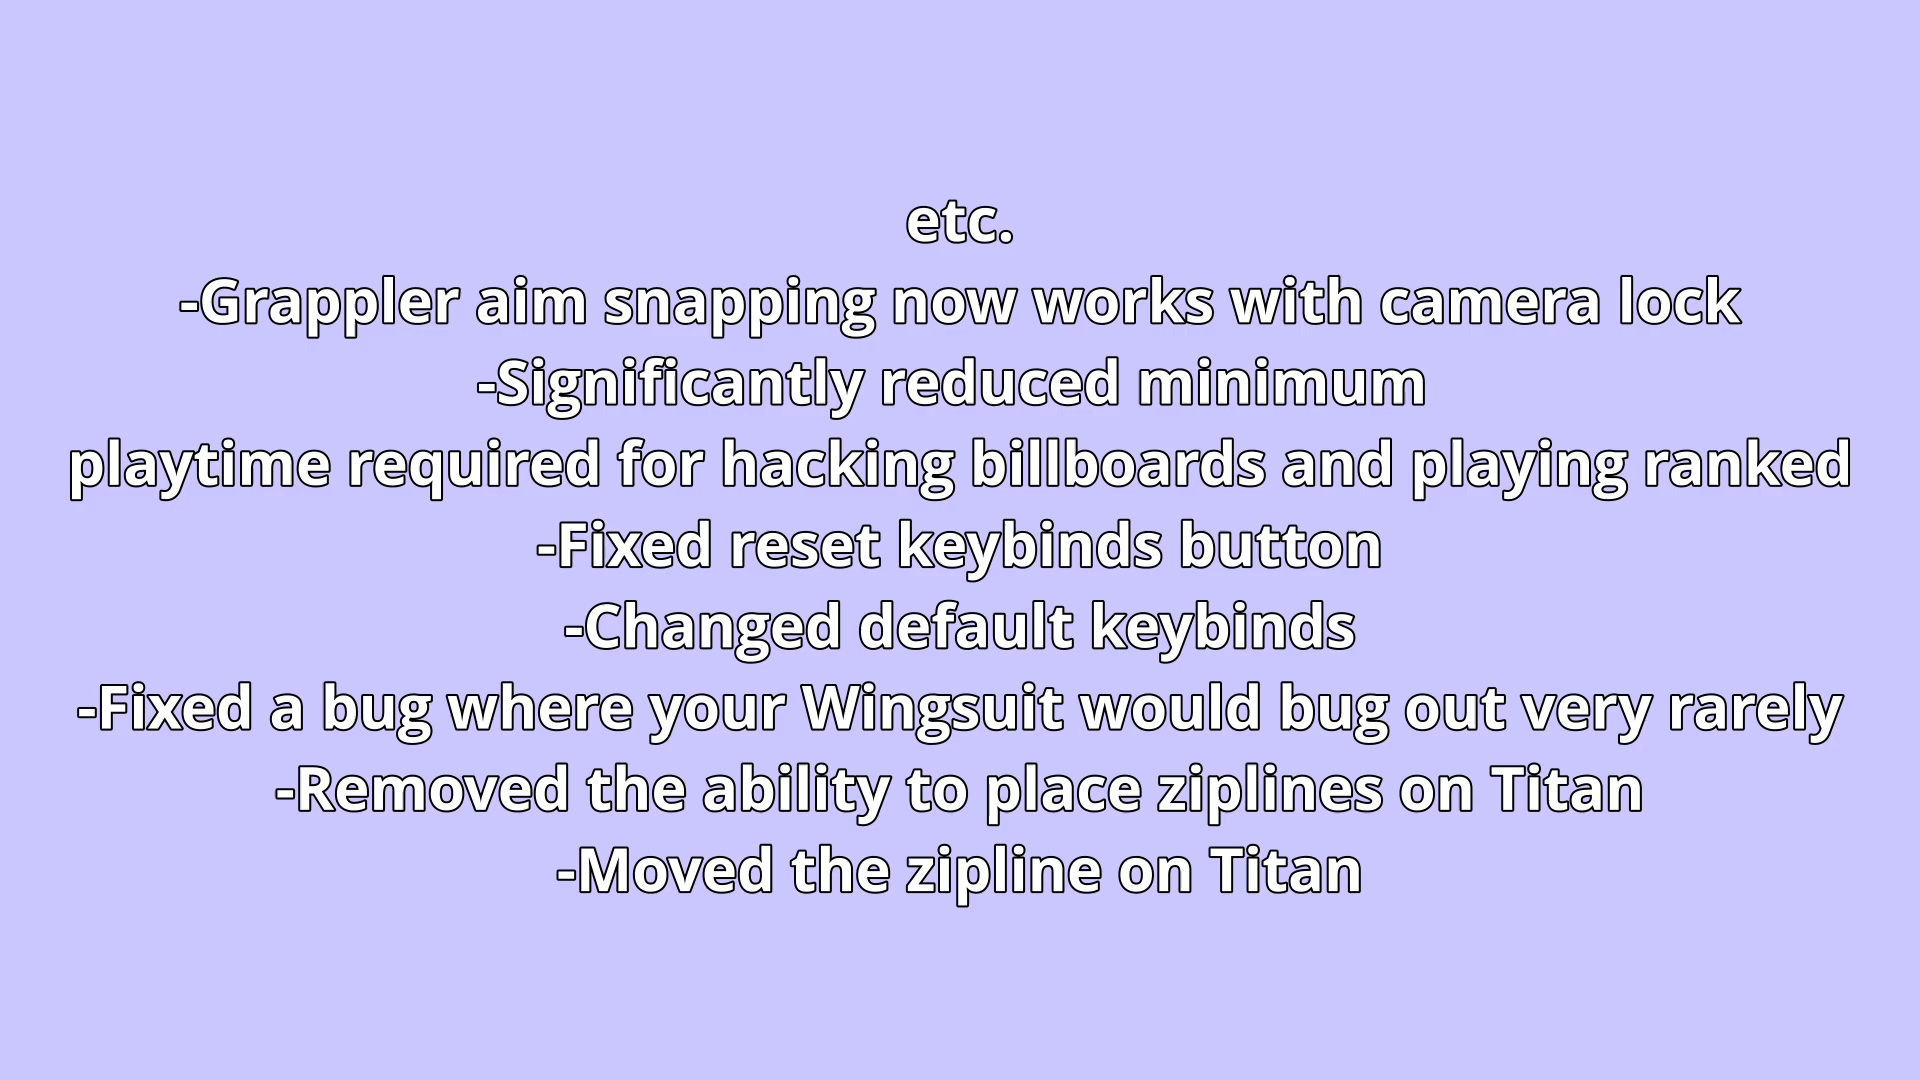 etc.
-Grappler aim snapping now works with camera lock
-Significantly reduced minimum
playtime required for hacking billboards and playing ranked
-Fixed reset keybinds button
-Changed default keybinds
-Fixed a bug where your Wingsuit would bug out very rarely
-Removed the ability to place ziplines on Titan
-Moved the zipline on Titan